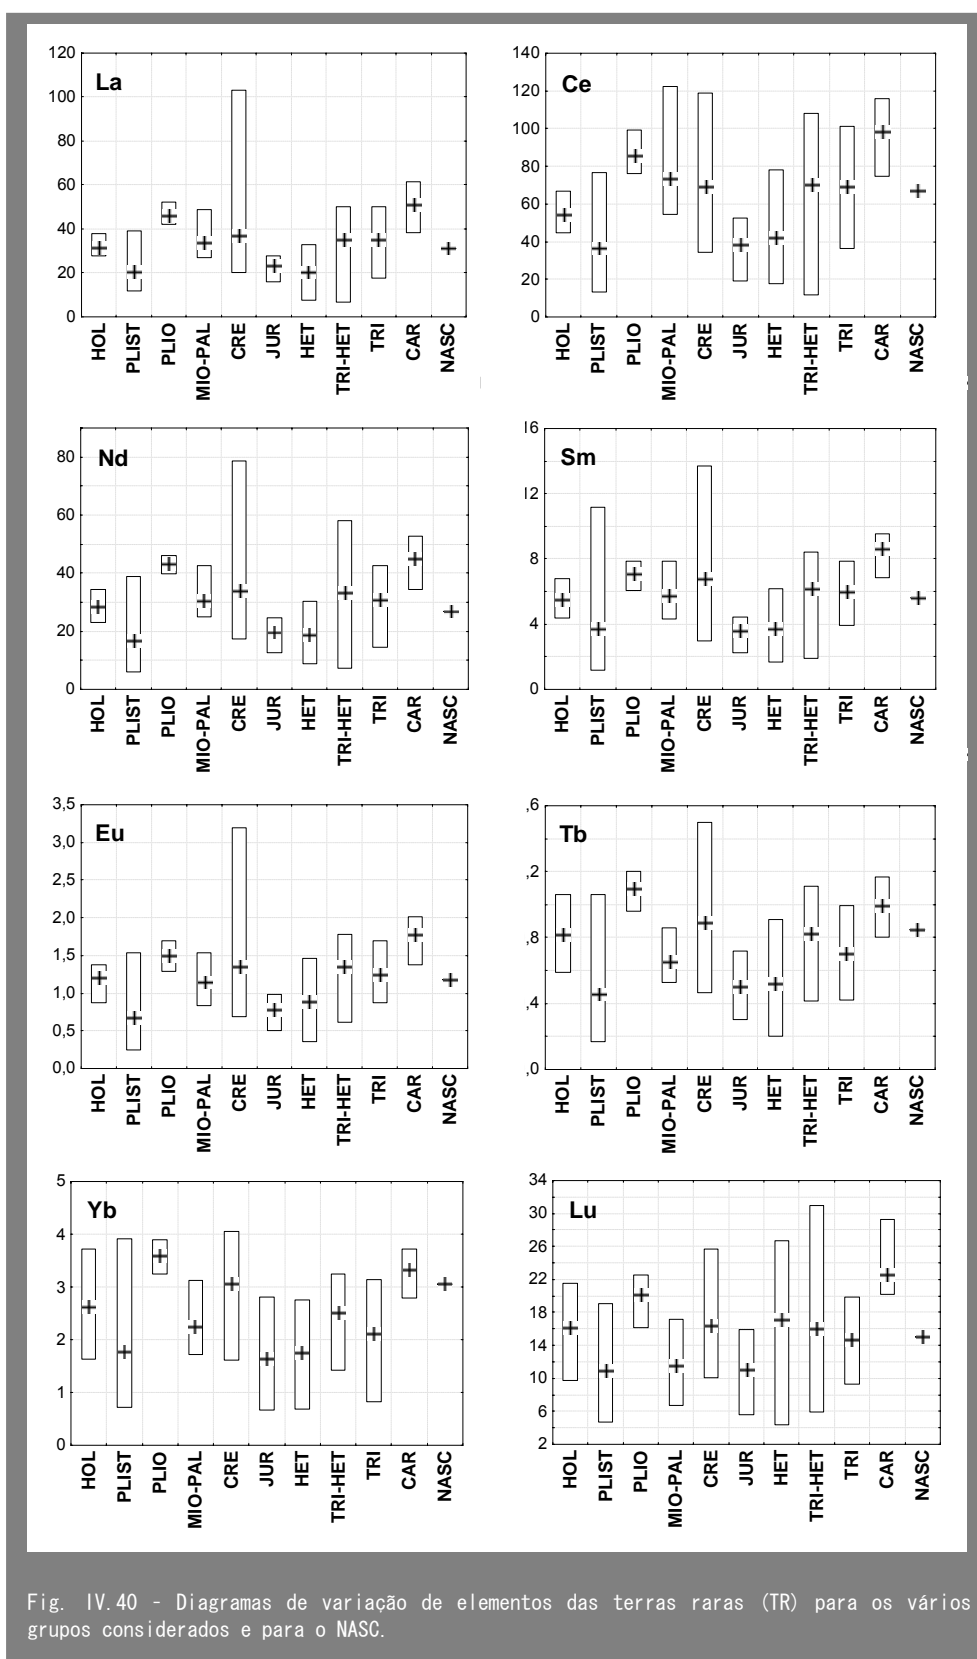 La
120
100
80
60
40
20
0
HOL PLIST PLIO MIO-PAL CRE JUR HET TRI-HET TRI CAR NASC
Ce
140
120
100
80
60
40
20
0
HOL PLIST PLIO MIO-PAL CRE JUR HET TRI-HET TRI CAR NASC
Nd
80
60
40
20
0
HOL PLIST PLIO MIO-PAL CRE JUR HET TRI-HET TRI CAR NASC
Sm
16
12
8
4
0
HOL PLIST PLIO MIO-PAL CRE JUR HET TRI-HET TRI CAR NASC
Eu
3,5
3,0
2,5
2,0
1,5
1,0
0,5
0,0
HOL PLIST PLIO MIO-PAL CRE JUR HET TRI-HET TRI CAR NASC
Tb
,6
,2
,8
,4
,0
HOL PLIST PLIO MIO-PAL CRE JUR HET TRI-HET TRI CAR NASC
Yb
5
4
3
2
1
0
HOL PLIST PLIO MIO-PAL CRE JUR HET TRI-HET TRI CAR NASC
Lu
34
30
26
22
18
14
10
6
2
HOL PLIST PLIO MIO-PAL CRE JUR HET TRI-HET TRI CAR NASC
Fig. IV.40 - Diagramas de variação de elementos das terras raras (TR) para os vários
grupos considerados e para o NASC.